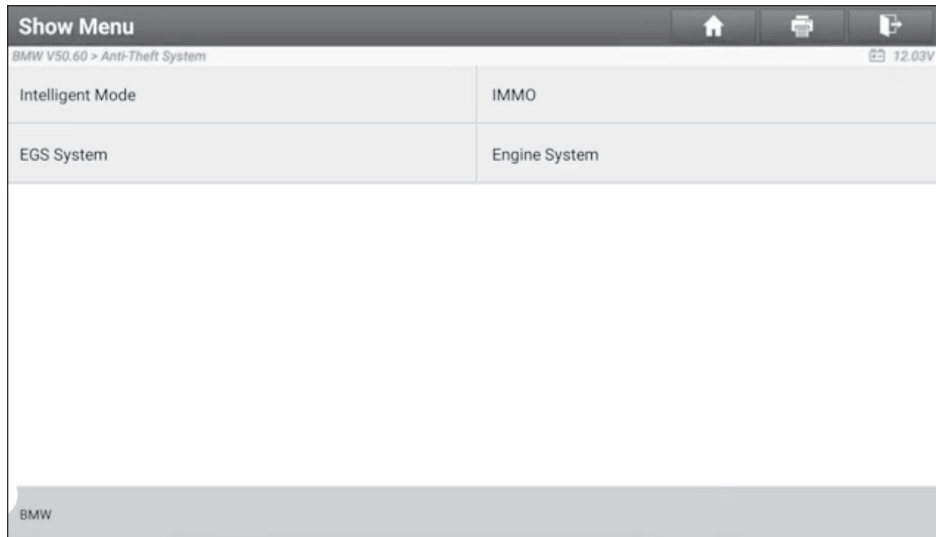 Show Menu
BMW V50.60 > Anti-Theft System
12.03V
Intelligent Mode
IMMO
EGS System
Engine System
BMW